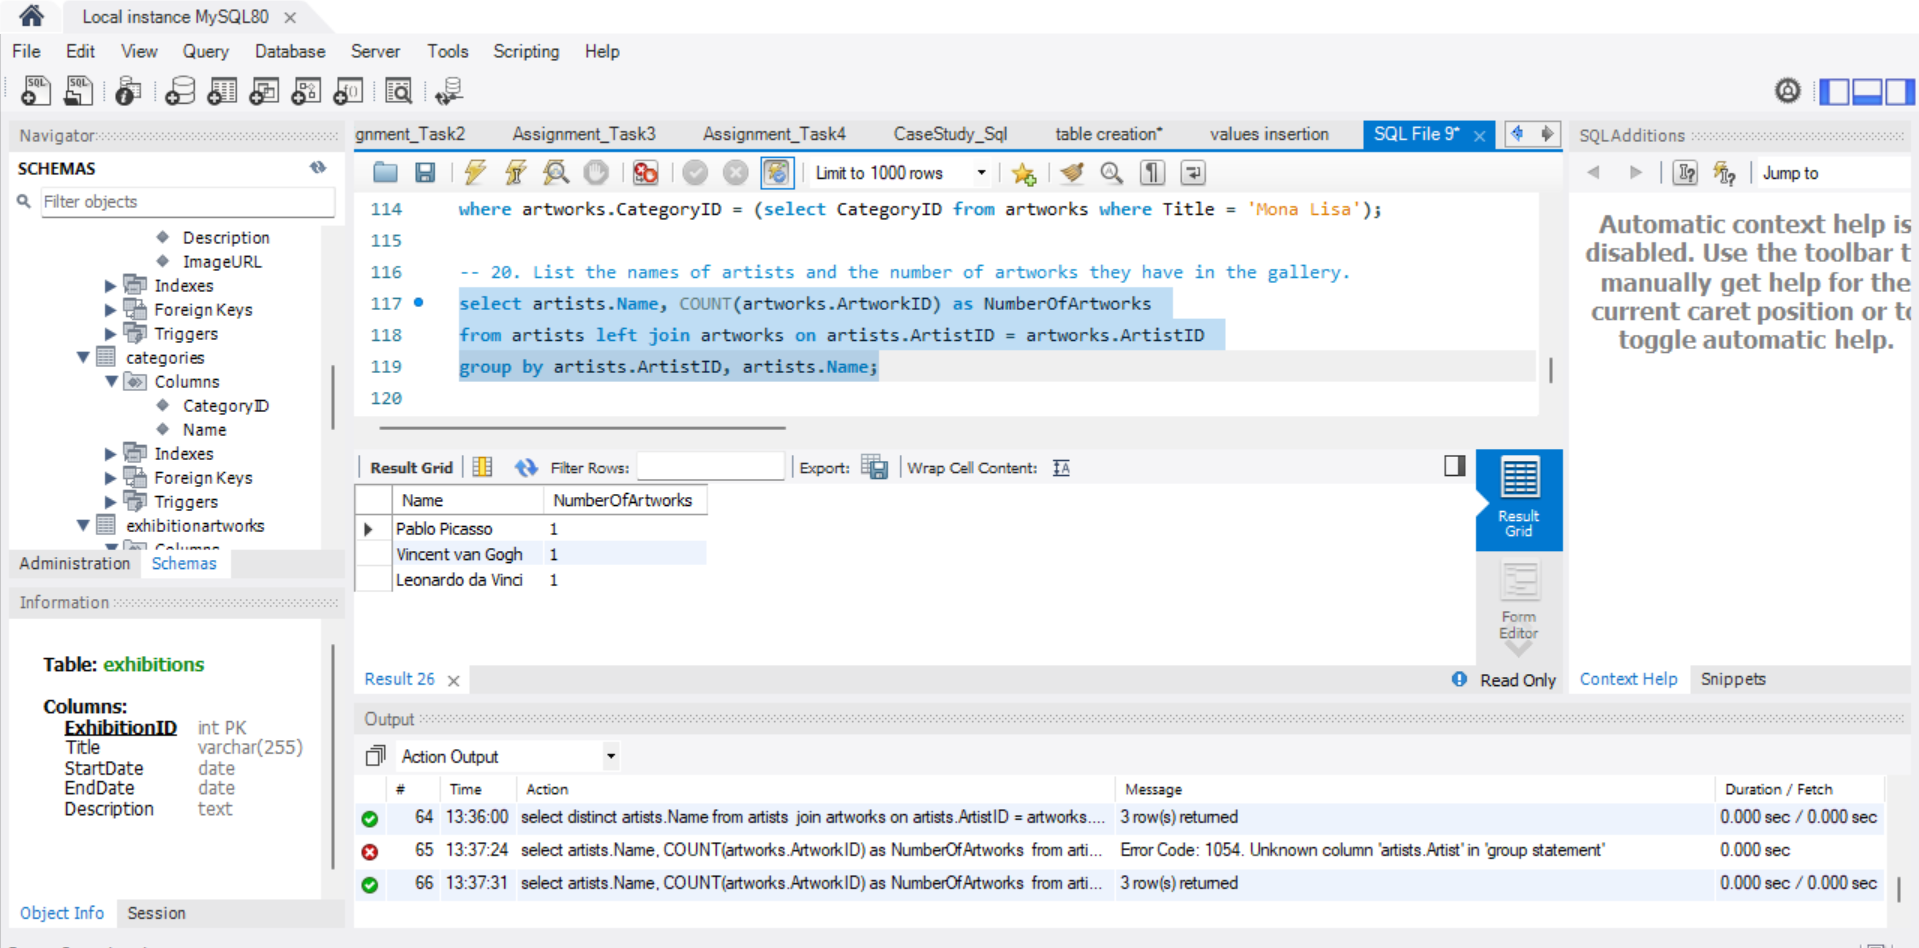 Local instance MySQL80
File Edit View Query Database Server Tools Scripting Help
Navigator
SCHEMAS
Filter objects
Description
ImageURL
Indexes
Foreign Keys
Triggers
categories
Columns
CategoryID
Name
Indexes
Foreign Keys
Triggers
exhibitionartworks
Columns
Administration Schemas
Information
Table: exhibitions
Columns:
ExhibitionID int PK
Title varchar(255)
StartDate date
EndDate date
Description text
Object Info Session
gnment_Task2 Assignment_Task3 Assignment_Task4 CaseStudy_Sql table creation* values insertion SQL File 9*
Limit to 1000 rows
114 where artworks.CategoryID = (select CategoryID from artworks where Title = 'Mona Lisa');
115
116 -- 20. List the names of artists and the number of artworks they have in the gallery.
117 select artists.Name, COUNT(artworks.ArtworkID) as NumberOfArtworks
118 from artists left join artworks on artists.ArtistID = artworks.ArtistID
119 group by artists.ArtistID, artists.Name;
120
Result Grid Filter Rows: Export: Wrap Cell Content:
Name NumberOfArtworks
Pablo Picasso 1
Vincent van Gogh 1
Leonardo da Vinci 1
Result
Grid
Form
Editor
Result 26
Read Only
SQLAdditions
Jump to
Automatic context help is
disabled. Use the toolbar t
manually get help for the
current caret position or to
toggle automatic help.
Context Help Snippets
Output
Action Output
# Time Action Message Duration / Fetch
64 13:36:00 select distinct artists.Name from artists join artworks on artists.ArtistID = artworks.... 3 row(s) returned 0.000 sec / 0.000 sec
65 13:37:24 select artists.Name, COUNT(artworks.ArtworkID) as NumberOfArtworks from arti... Error Code: 1054. Unknown column 'artists.Artist' in 'group statement' 0.000 sec
66 13:37:31 select artists.Name, COUNT(artworks.ArtworkID) as NumberOfArtworks from arti... 3 row(s) returned 0.000 sec / 0.000 sec